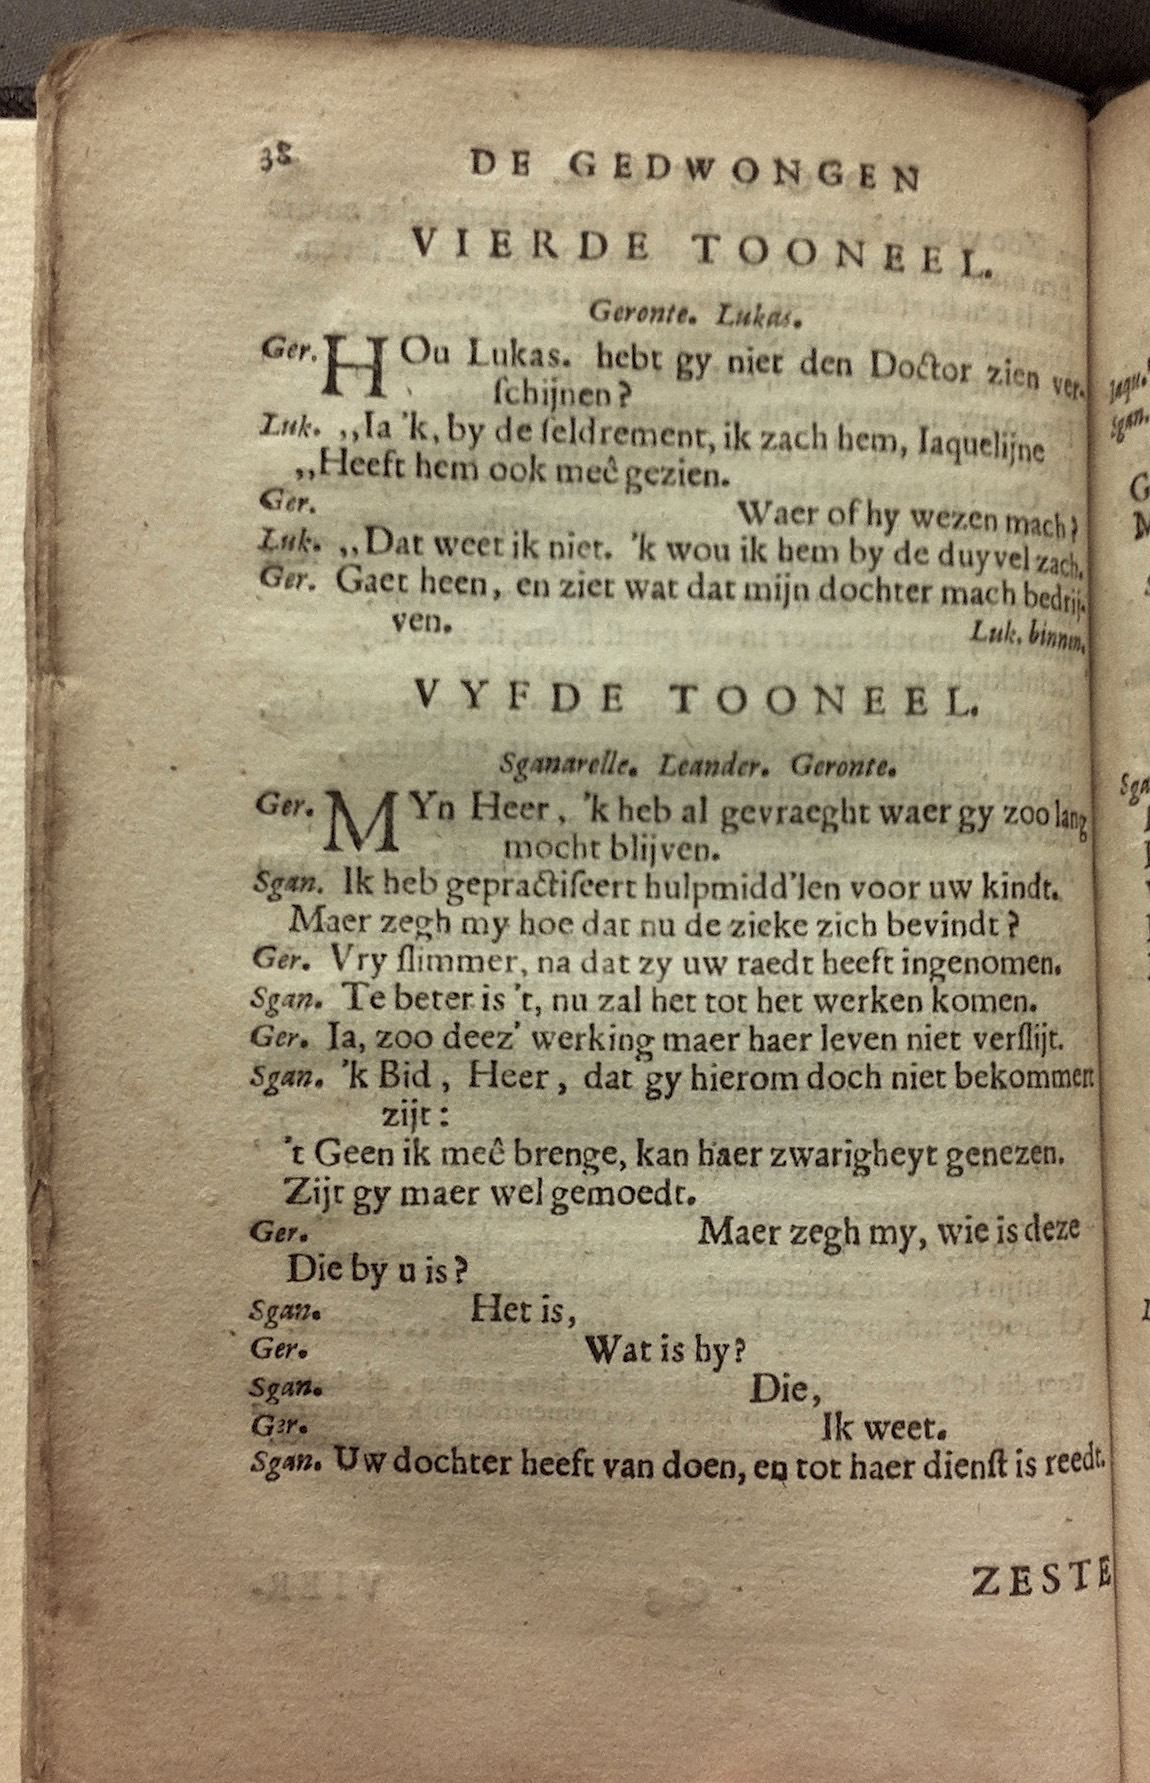 38 DE GEDWONGEN
VIERDE TOONEEL.
Geronte. Lukas.
Ger. HOu Lukas. hebt gy niet den Doctor zien ver-
ſchijnen?
Luk. ,,Ia 'k, by de ſeldrement, ik zach hem, Iaquelijne
,,Heeft hem ook meê gezien.
Ger. Waer of hy wezen mach?
Luk. ,,Dat weet ik niet. 'k wou ik hem by de duyvel zach.
Ger. Gaet heen, en ziet wat dat mijn dochter mach bedrij-
ven. Luk. binnen.
VYFDE TOONEEL.
Sganarelle. Leander. Geronte.
Ger. MYn Heer, 'k heb al gevraeght waer gy zoo lang
mocht blijven.
Sgan. Ik heb gepractiſeert hulpmidd'len voor uw kindt.
Maer zegh my hoe dat nu de zieke zich bevindt?
Ger. Vry ſlimmer, na dat zy uw raedt heeft ingenomen.
Sgan. Te beter is 't, nu zal het tot het werken komen.
Ger. Ia, zoo deez' werking maer haer leven niet verſlijt.
Sgan. 'k Bid, Heer, dat gy hierom doch niet bekommert
zijt:
't Geen ik meê brenge, kan haer zwarigheyt genezen.
Zijt gy maer wel gemoedt.
Ger. Maer zegh my, wie is deze
Die by u is?
Sgan. Het is,
Ger. Wat is hy?
Sgan. Die,
Ger. Ik weet.
Sgan. Uw dochter heeft van doen, en tot haer dienſt is reedt.
ZESTE